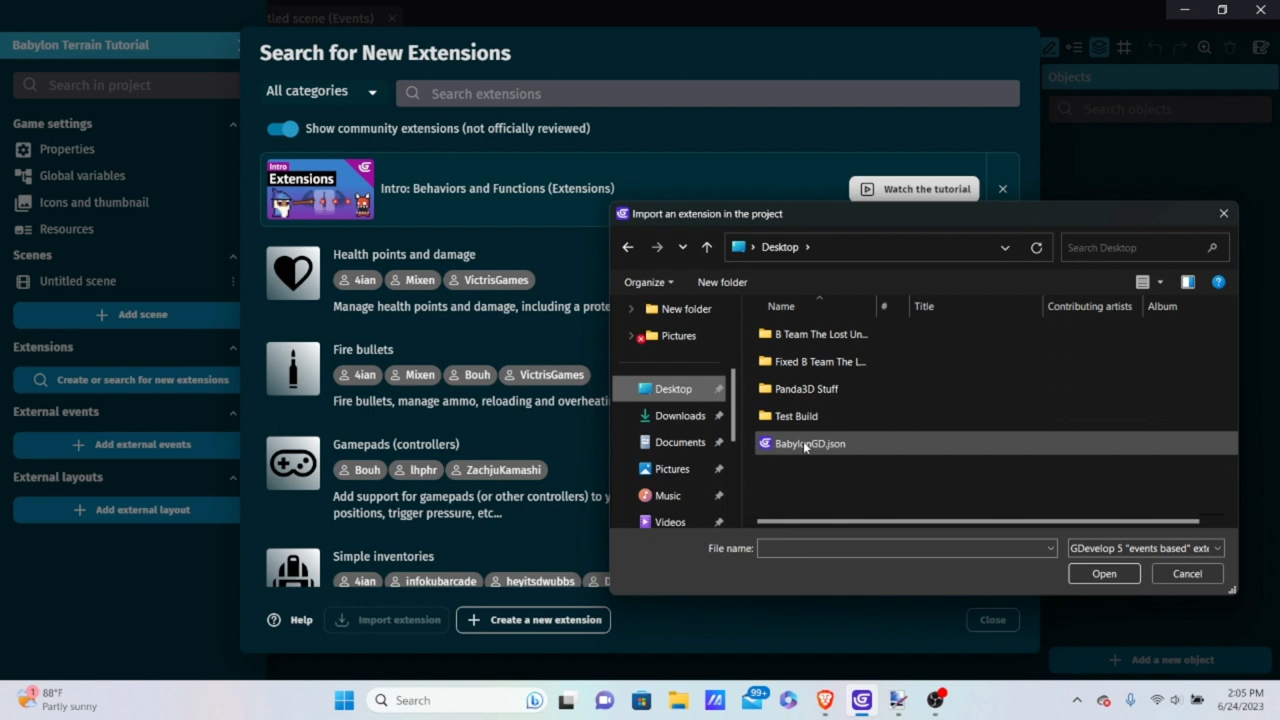 tled scene (Events)
Babylon Terrain Tutorial
Search in project
Game settings
Properties
Global variables
Icons and thumbnail
Resources
Scenes
Untitled scene
Add scene
Extensions
Create or search for new extensions
External events
Add external events
External layouts
Add external layout
Search for New Extensions
All categories
Search extensions
Show community extensions (not officially reviewed)
Intro
Extensions
Intro: Behaviors and Functions (Extensions)
Watch the tutorial
Health points and damage
4ian Mixen VictrisGames
Manage health points and damage, including a prote
Fire bullets
4ian Mixen Bouh VictrisGames
Fire bullets, manage ammo, reloading and overheati
Gamepads (controllers)
Bouh lhphr ZachjuKamashi
Add support for gamepads (or other controllers) to y
positions, trigger pressure, etc...
Simple inventories
4ian infokubarcade heyitsdwubbs D
Help
Import extension
Create a new extension
Close
Import an extension in the project
Desktop
Search Desktop
Organize
New folder
New folder
Pictures
Desktop
Downloads
Documents
Pictures
Music
Videos
Name # Title Contributing artists Album
B Team The Lost Un...
Fixed B Team The L...
Panda3D Stuff
Test Build
BabylonGD.json
File name:
GDevelop 5 "events based" exte
Open
Cancel
Objects
Search objects
Add a new object
1
88°F
Partly sunny
Search
99+
2:05 PM
6/24/2023